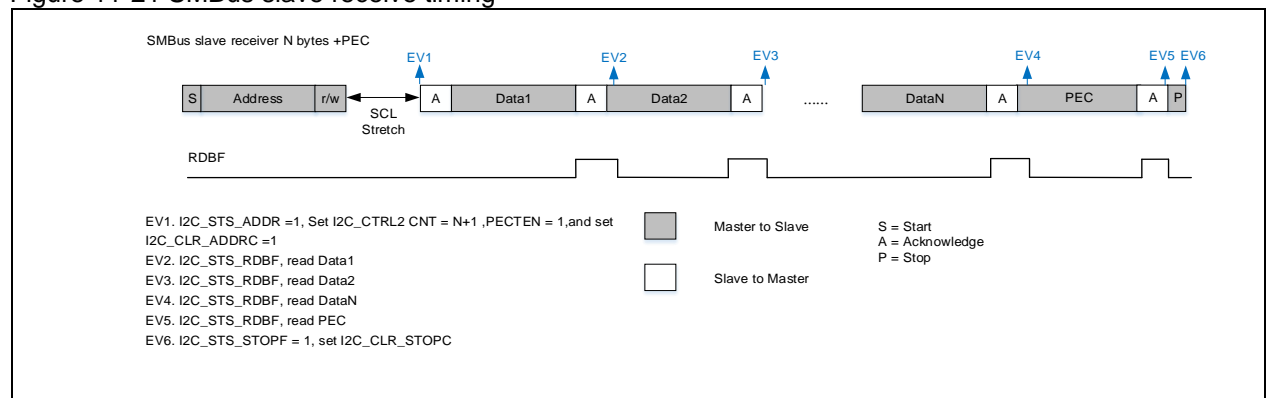 Figure 11-21 SMBus slave receive timing
SMBus slave receiver N bytes +PEC
EV1 EV2 EV3 EV4 EV5 EV6
S Address r/w A Data1 A Data2 A ...... DataN A PEC A P
SCL
Stretch
RDBF
EV1. I2C_STS_ADDR =1, Set I2C_CTRL2 CNT = N+1 ,PECTEN = 1,and set
I2C_CLR_ADDRC =1
EV2. I2C_STS_RDBF, read Data1
EV3. I2C_STS_RDBF, read Data2
EV4. I2C_STS_RDBF, read DataN
EV5. I2C_STS_RDBF, read PEC
EV6. I2C_STS_STOPF = 1, set I2C_CLR_STOPC
Master to Slave
Slave to Master
S = Start
A = Acknowledge
P = Stop